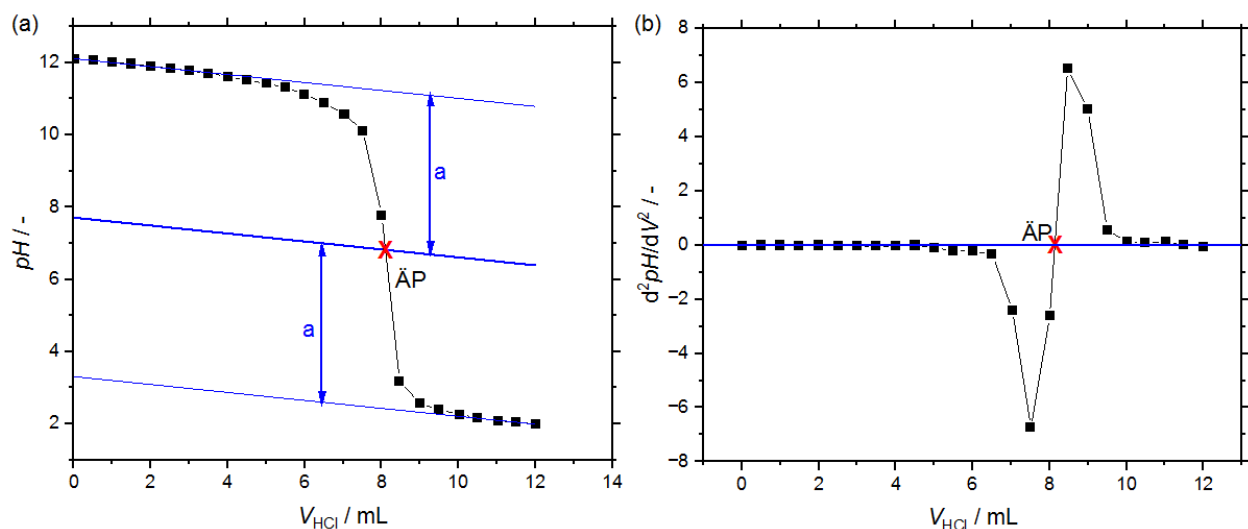 (a)
12
10
8
6
4
2
pH / -
a
a
ÄP
0 2 4 6 8 10 12 14
V_HCl / mL
(b)
8
6
4
2
0
−2
−4
−6
−8
d²pH/dV² / -
ÄP
0 2 4 6 8 10 12
V_HCl / mL